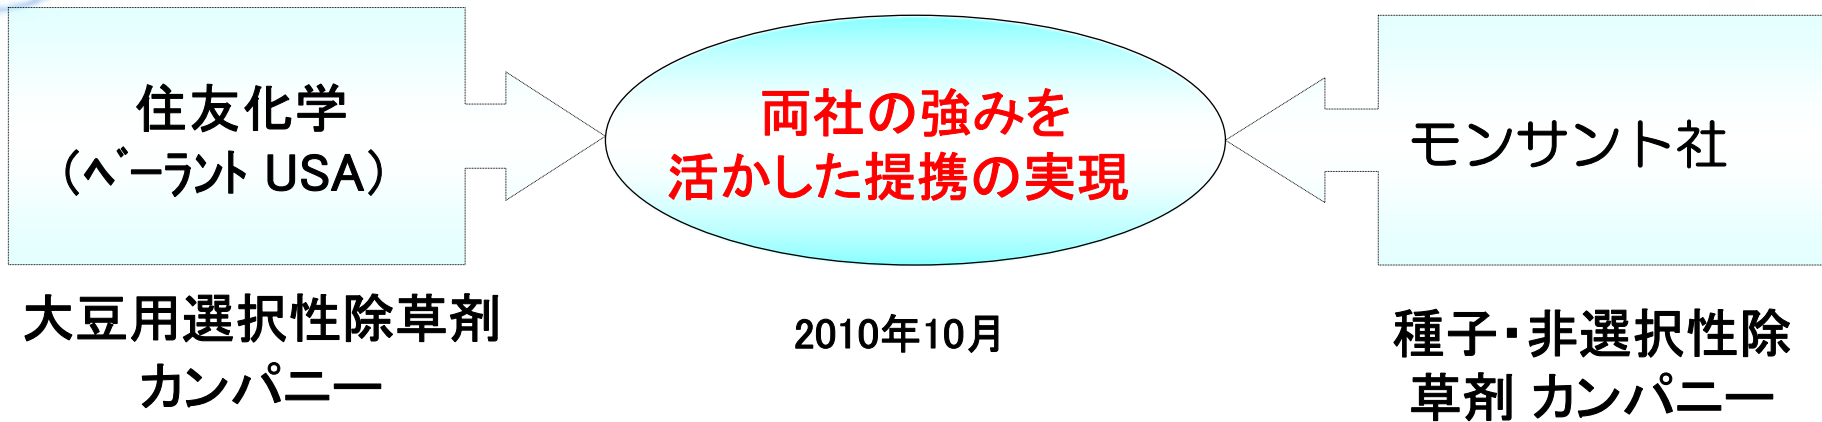 住友化学
（ベーラント USA）
両社の強みを
活かした提携の実現
モンサント社
大豆用選択性除草剤
カンパニー
2010年10月
種子・非選択性除
草剤 カンパニー